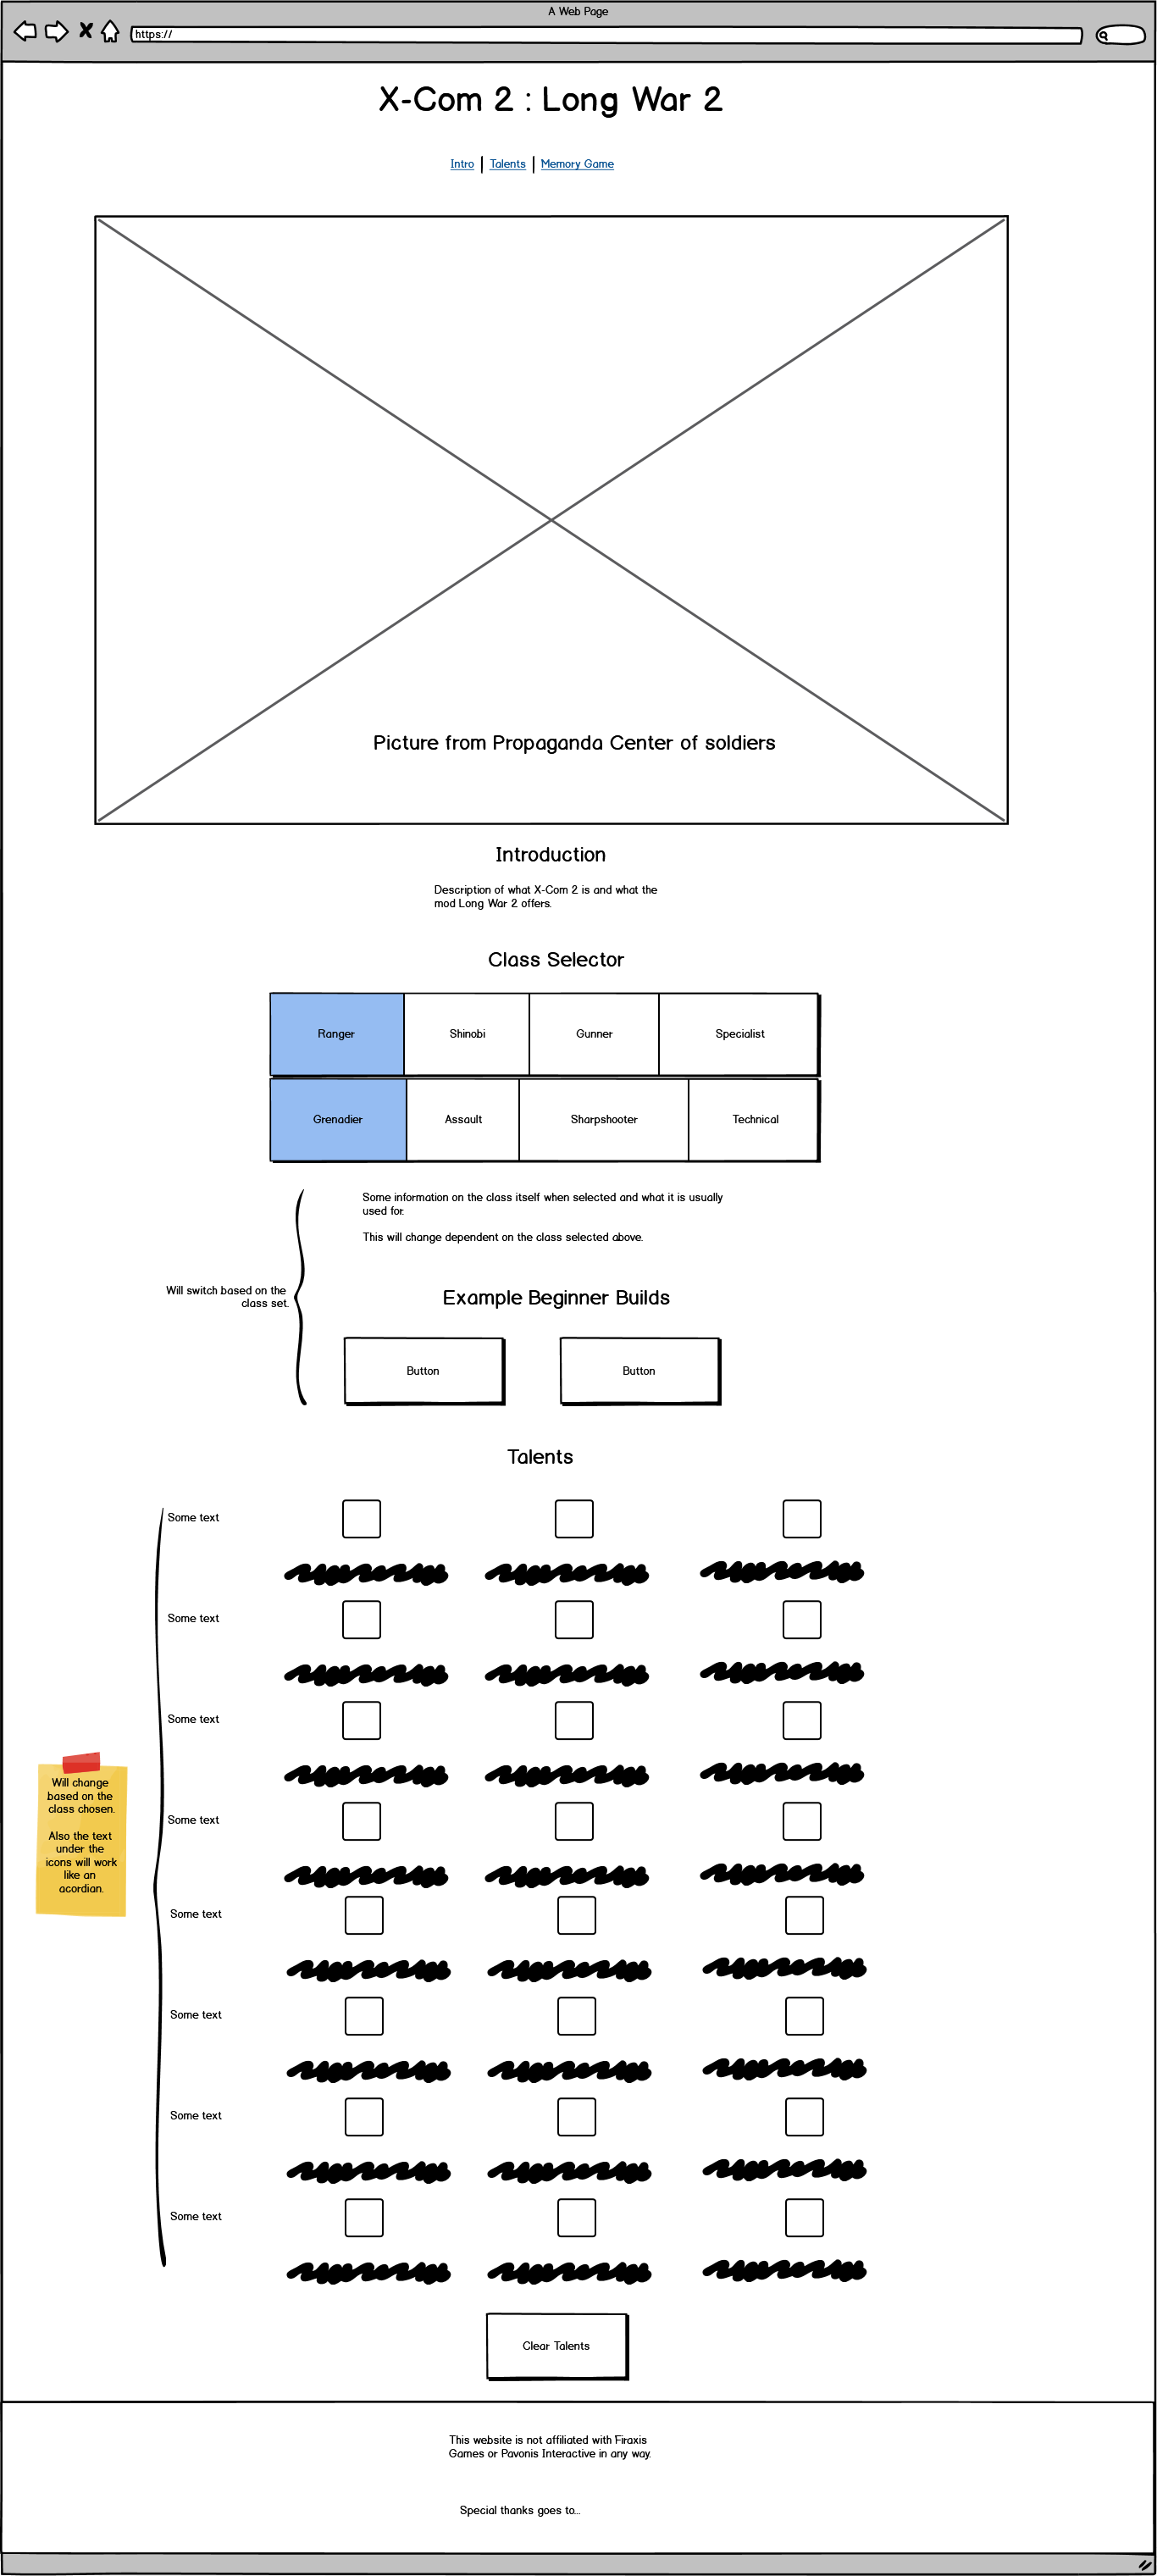 A Web Page
https://
X-Com 2 : Long War 2
Intro | Talents | Memory Game
Picture from Propaganda Center of soldiers
Introduction
Description of what X-Com 2 is and what the
mod Long War 2 offers.
Class Selector
Ranger
Shinobi
Gunner
Specialist
Grenadier
Assault
Sharpshooter
Technical
Some information on the class itself when selected and what it is usually
used for.
This will change dependent on the class selected above.
Will switch based on the
class set.
Example Beginner Builds
Button
Button
Talents
Some text
Some text
Some text
Will change
based on the
class chosen.
Also the text
under the
icons will work
like an
acordian.
Some text
Some text
Some text
Some text
Some text
Clear Talents
This website is not affiliated with Firaxis
Games or Pavonis Interactive in any way.
Special thanks goes to...